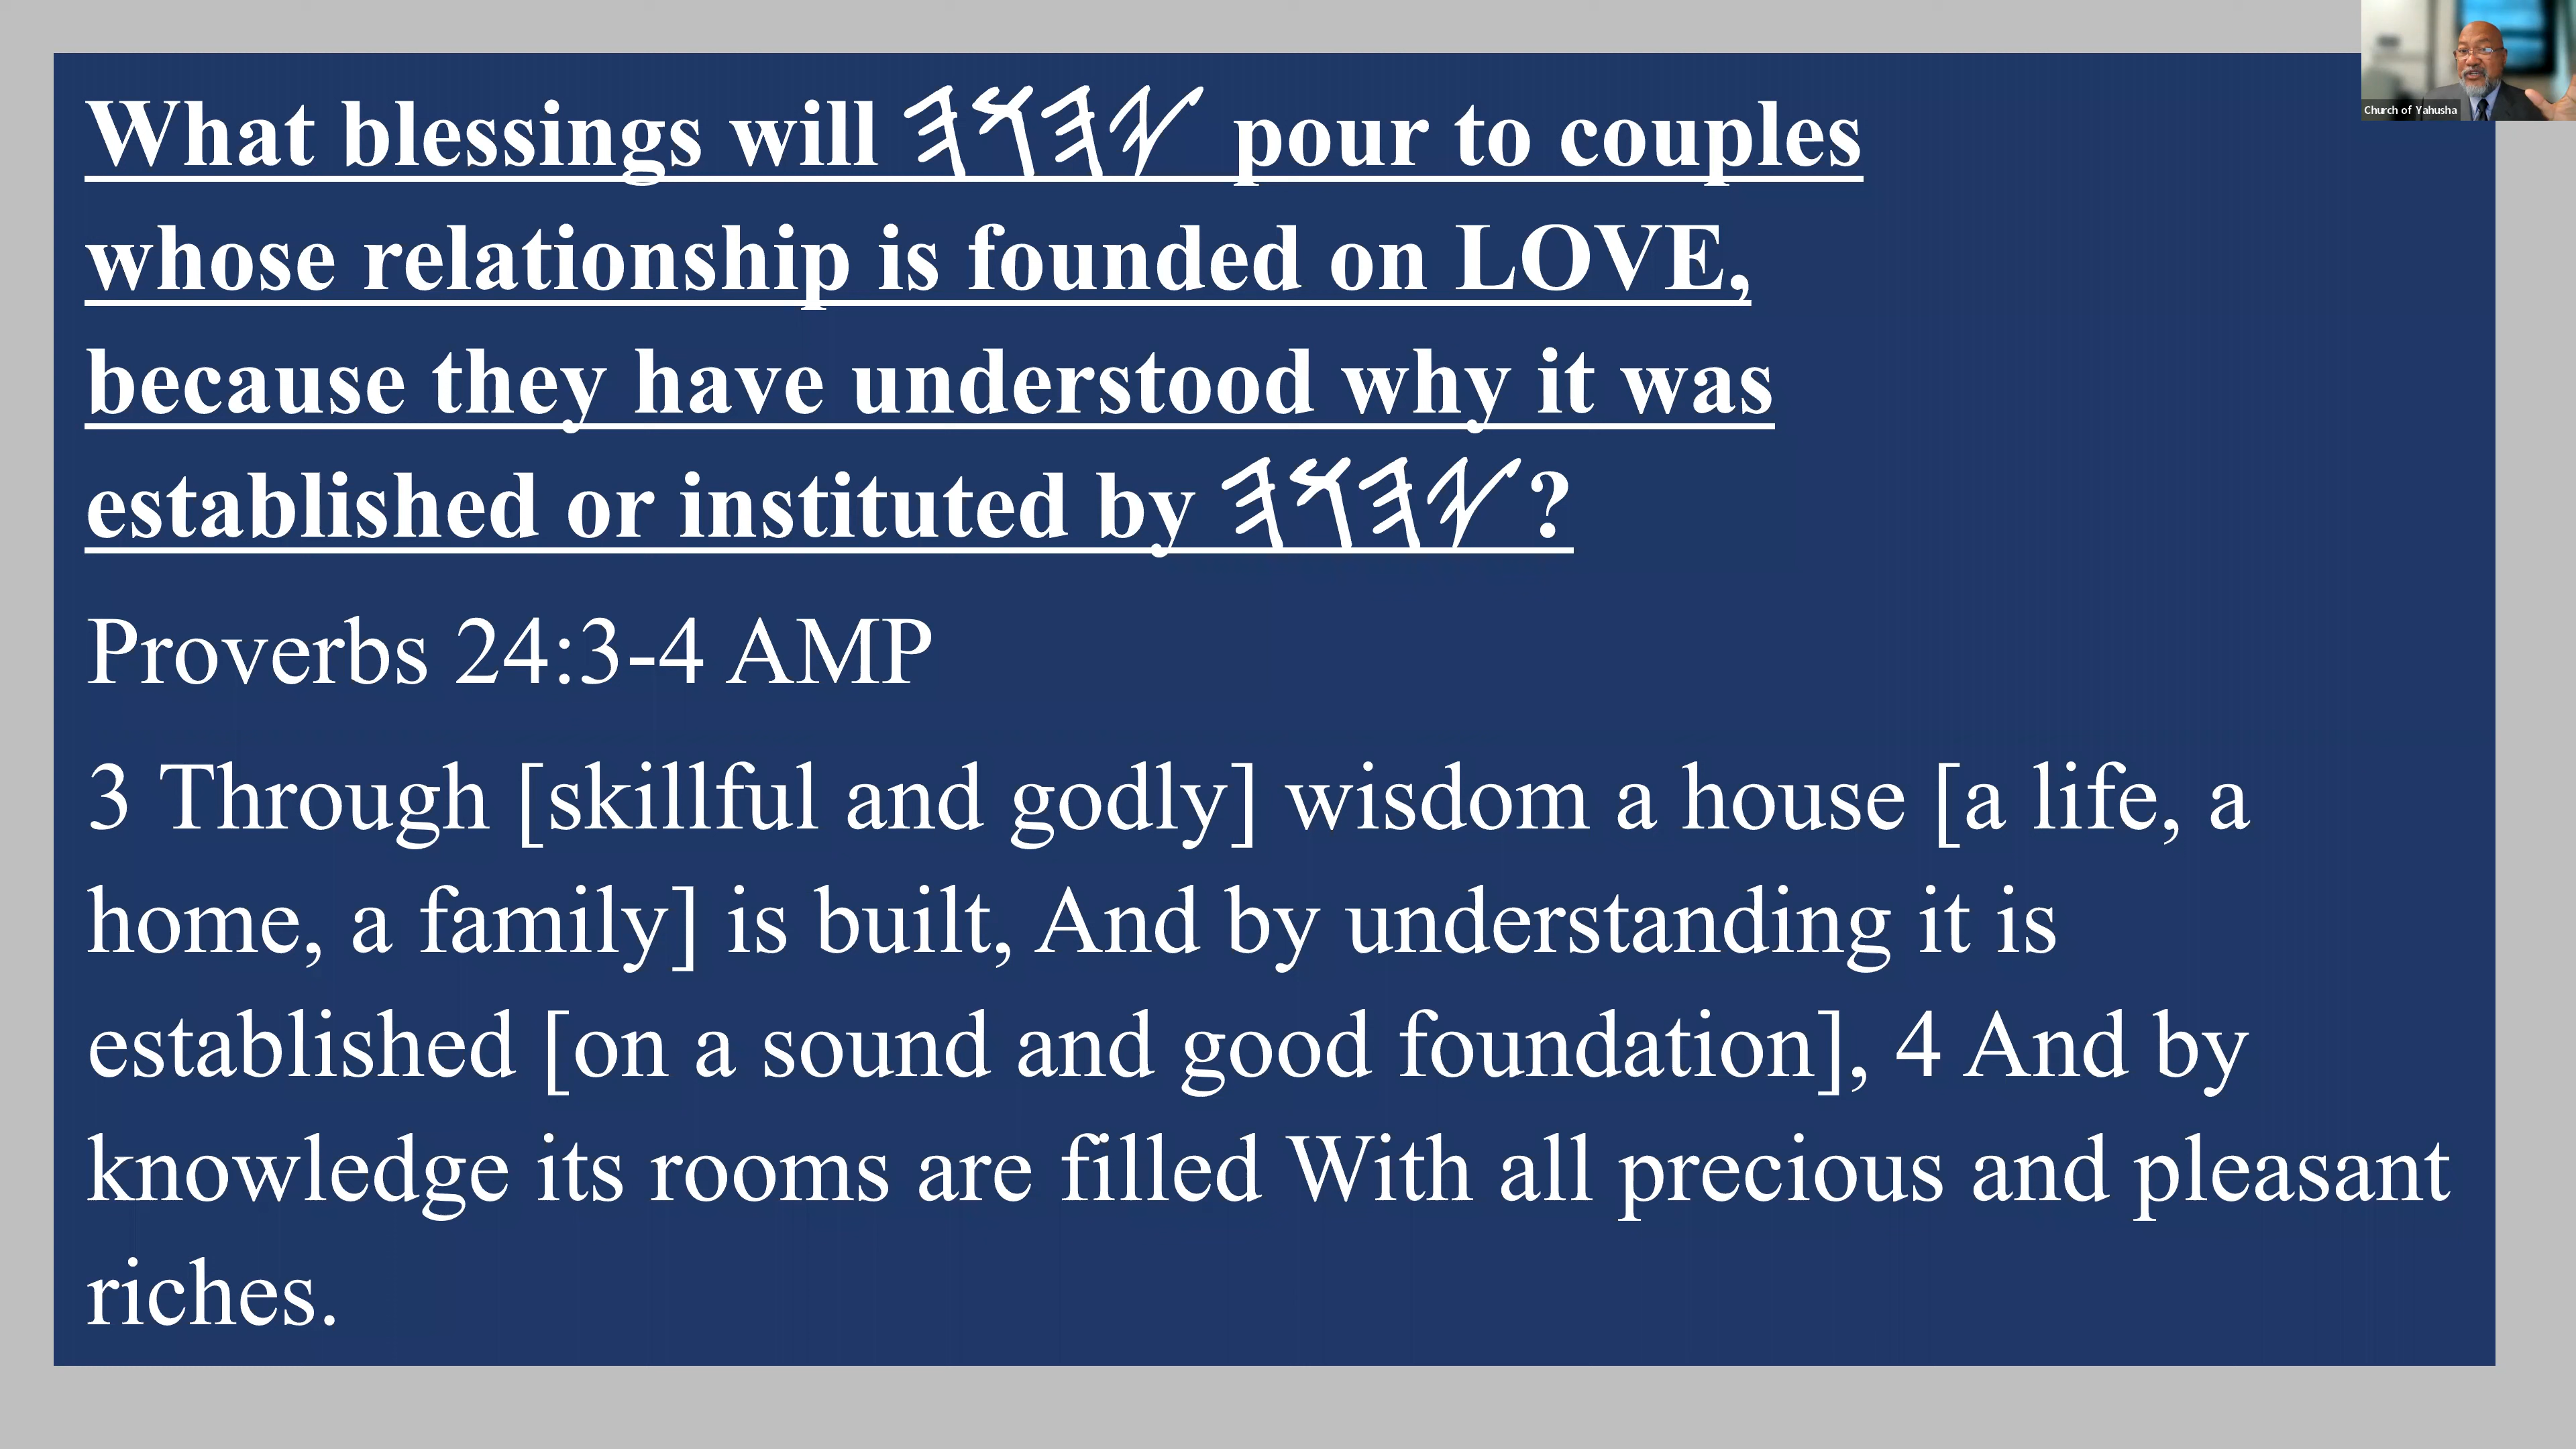 What blessings will 𐤉𐤄𐤅𐤄 pour to couples
whose relationship is founded on LOVE,
because they have understood why it was
established or instituted by 𐤉𐤄𐤅𐤄?
Proverbs 24:3-4 AMP
3 Through [skillful and godly] wisdom a house [a life, a
home, a family] is built, And by understanding it is
established [on a sound and good foundation], 4 And by
knowledge its rooms are filled With all precious and pleasant
riches.
Church of Yahusha